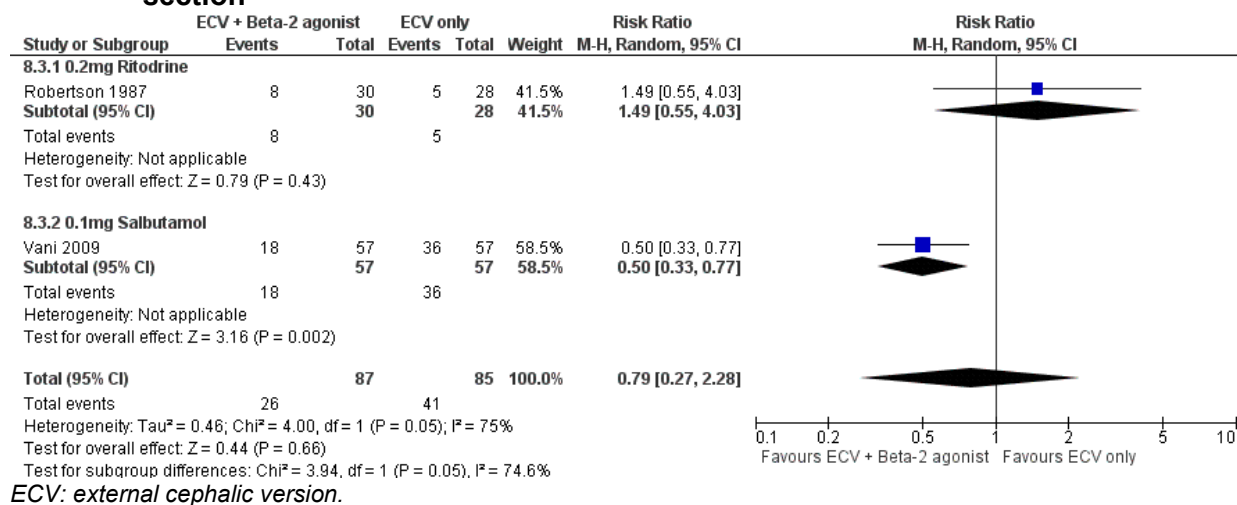 section
ECV + Beta-2 agonist ECV only Risk Ratio Risk Ratio
Study or Subgroup Events Total Events Total Weight M-H, Random, 95% CI M-H, Random, 95% CI
8.3.1 0.2mg Ritodrine
Robertson 1987 8 30 5 28 41.5% 1.49 [0.55, 4.03]
Subtotal (95% CI) 30 28 41.5% 1.49 [0.55, 4.03]
Total events 8 5
Heterogeneity: Not applicable
Test for overall effect: Z = 0.79 (P = 0.43)
8.3.2 0.1mg Salbutamol
Vani 2009 18 57 36 57 58.5% 0.50 [0.33, 0.77]
Subtotal (95% CI) 57 57 58.5% 0.50 [0.33, 0.77]
Total events 18 36
Heterogeneity: Not applicable
Test for overall effect: Z = 3.16 (P = 0.002)
Total (95% CI) 87 85 100.0% 0.79 [0.27, 2.28]
Total events 26 41
Heterogeneity: Tau² = 0.46; Chi² = 4.00, df = 1 (P = 0.05); I² = 75%
Test for overall effect: Z = 0.44 (P = 0.66)
Test for subgroup differences: Chi² = 3.94, df = 1 (P = 0.05), I² = 74.6%
0.1 0.2 0.5 1 2 5 10
Favours ECV + Beta-2 agonist Favours ECV only
ECV: external cephalic version.